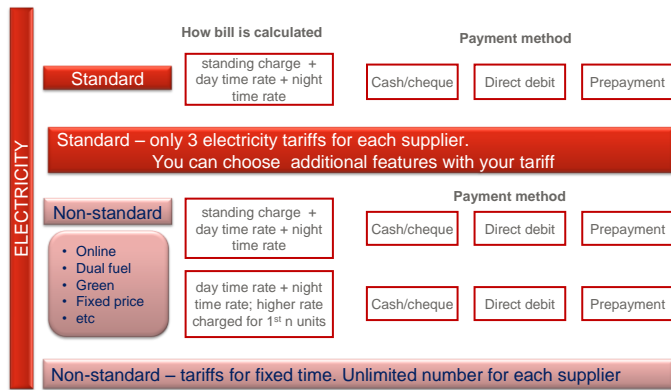 ELECTRICITY
How bill is calculated
Payment method
Standard
standing charge +
day time rate + night
time rate
Cash/cheque
Direct debit
Prepayment
Standard – only 3 electricity tariffs for each supplier.
You can choose additional features with your tariff
Payment method
Non-standard
standing charge +
day time rate + night
time rate
Cash/cheque
Direct debit
Prepayment
• Online
• Dual fuel
• Green
• Fixed price
• etc
day time rate + night
time rate; higher rate
charged for 1st n units
Cash/cheque
Direct debit
Prepayment
Non-standard – tariffs for fixed time. Unlimited number for each supplier